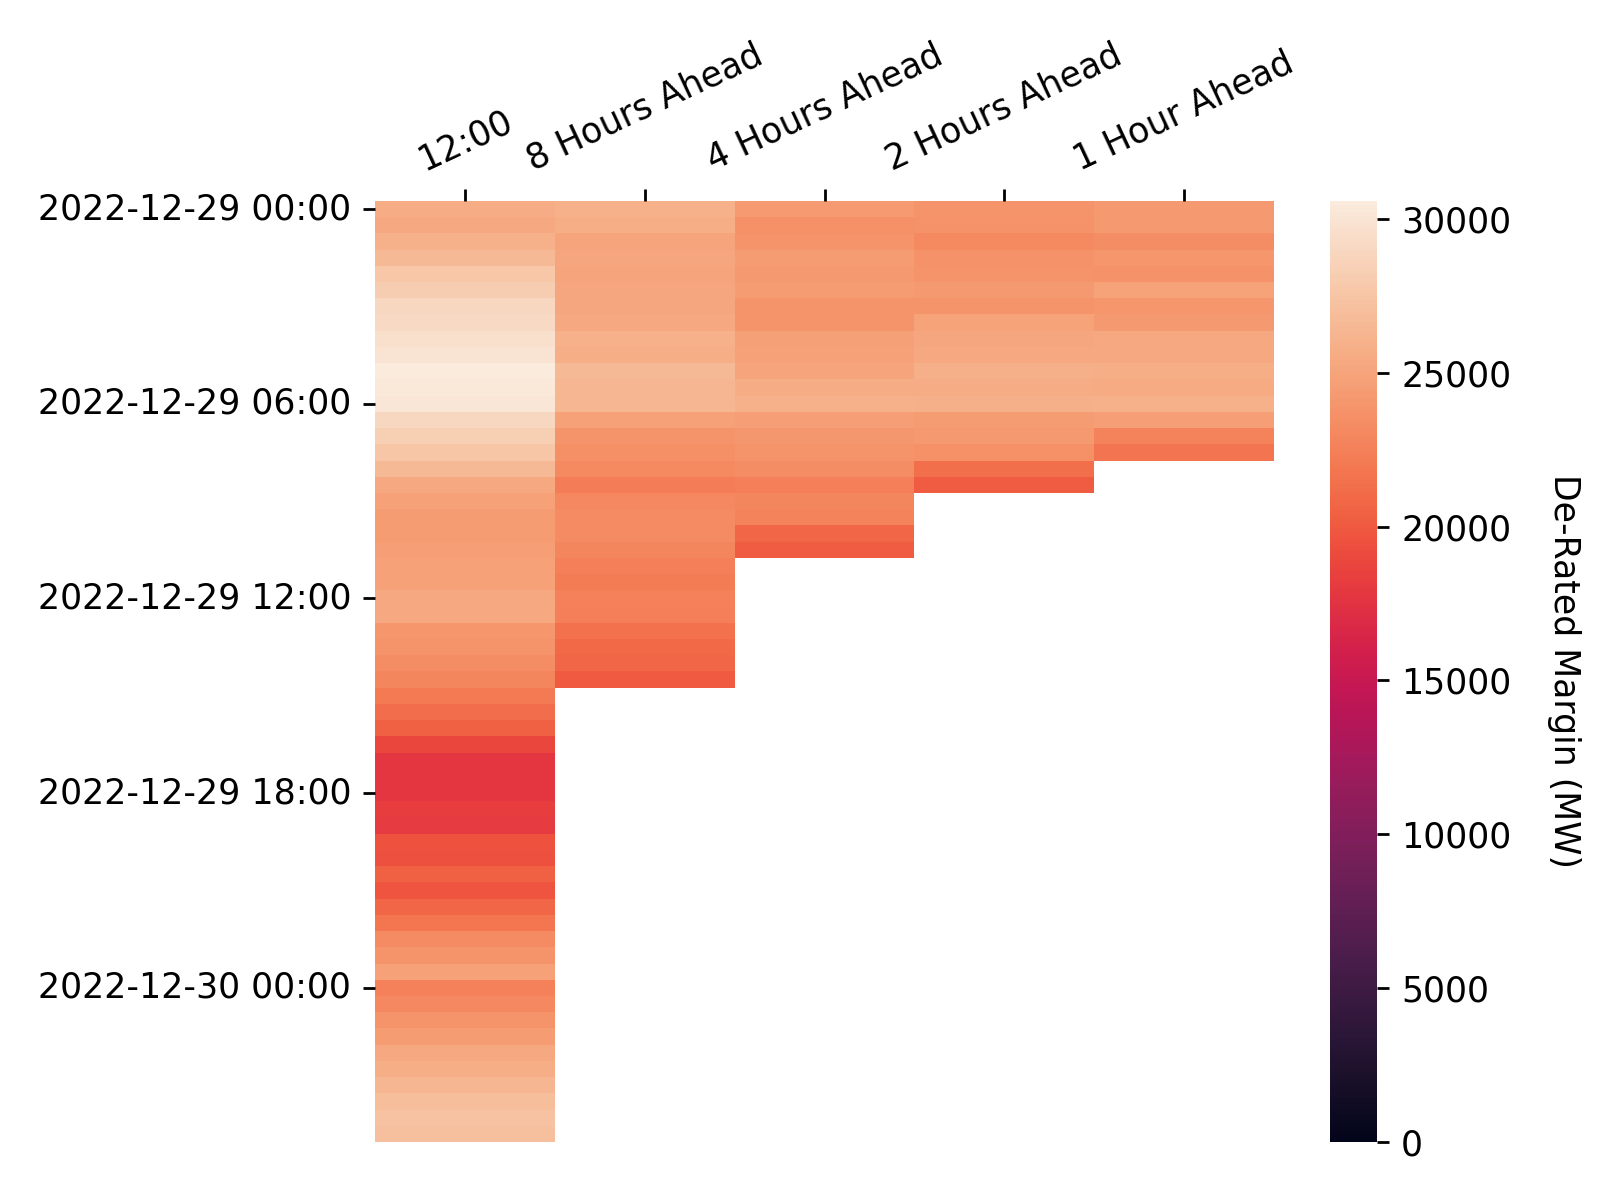 12:00
8 Hours Ahead
4 Hours Ahead
2 Hours Ahead
1 Hour Ahead
2022-12-29 00:00
2022-12-29 06:00
2022-12-29 12:00
2022-12-29 18:00
2022-12-30 00:00
30000
25000
20000
15000
10000
5000
0
De-Rated Margin (MW)